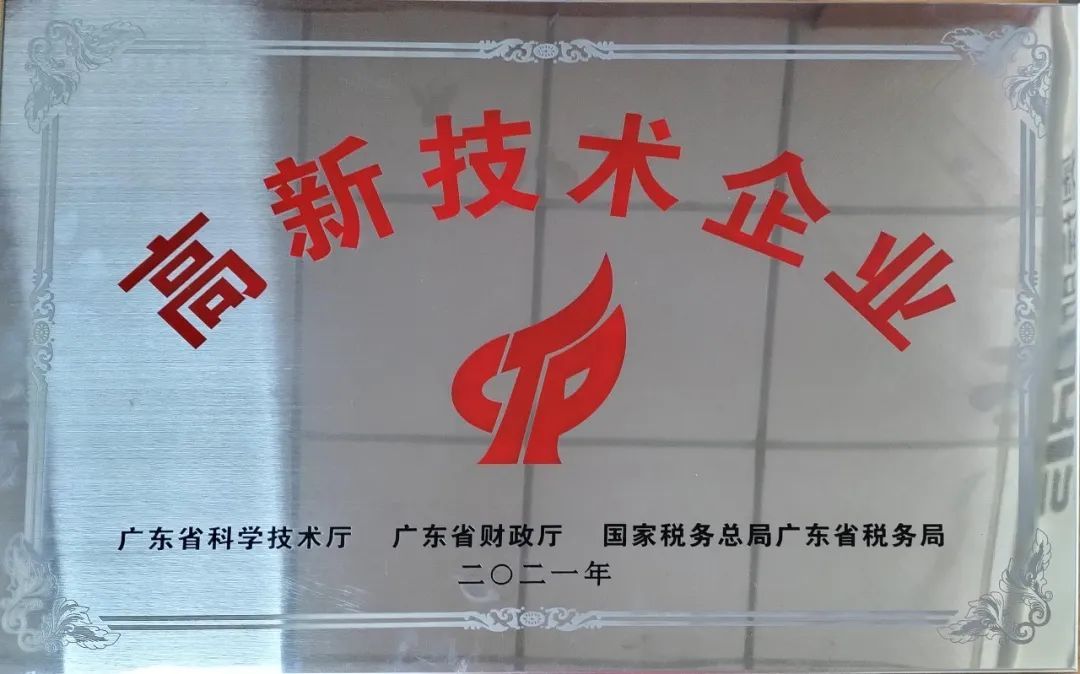 高新技术企业
广东省科学技术厅 广东省财政厅 国家税务总局广东省税务局
二〇二一年